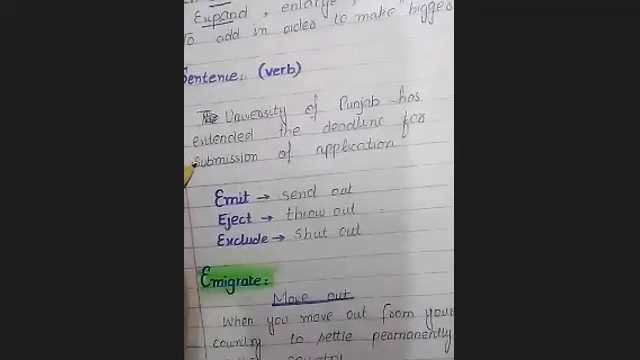 Expand, enlarge,
To add in order to make "bigger
Sentence: (verb)
The University of Punjab has
extended the deadline for
submission of application
Emit → send out
Eject → throw out
Exclude → shut out
Emigrate:
Move out
When you move out from your
country to settle permanently
country